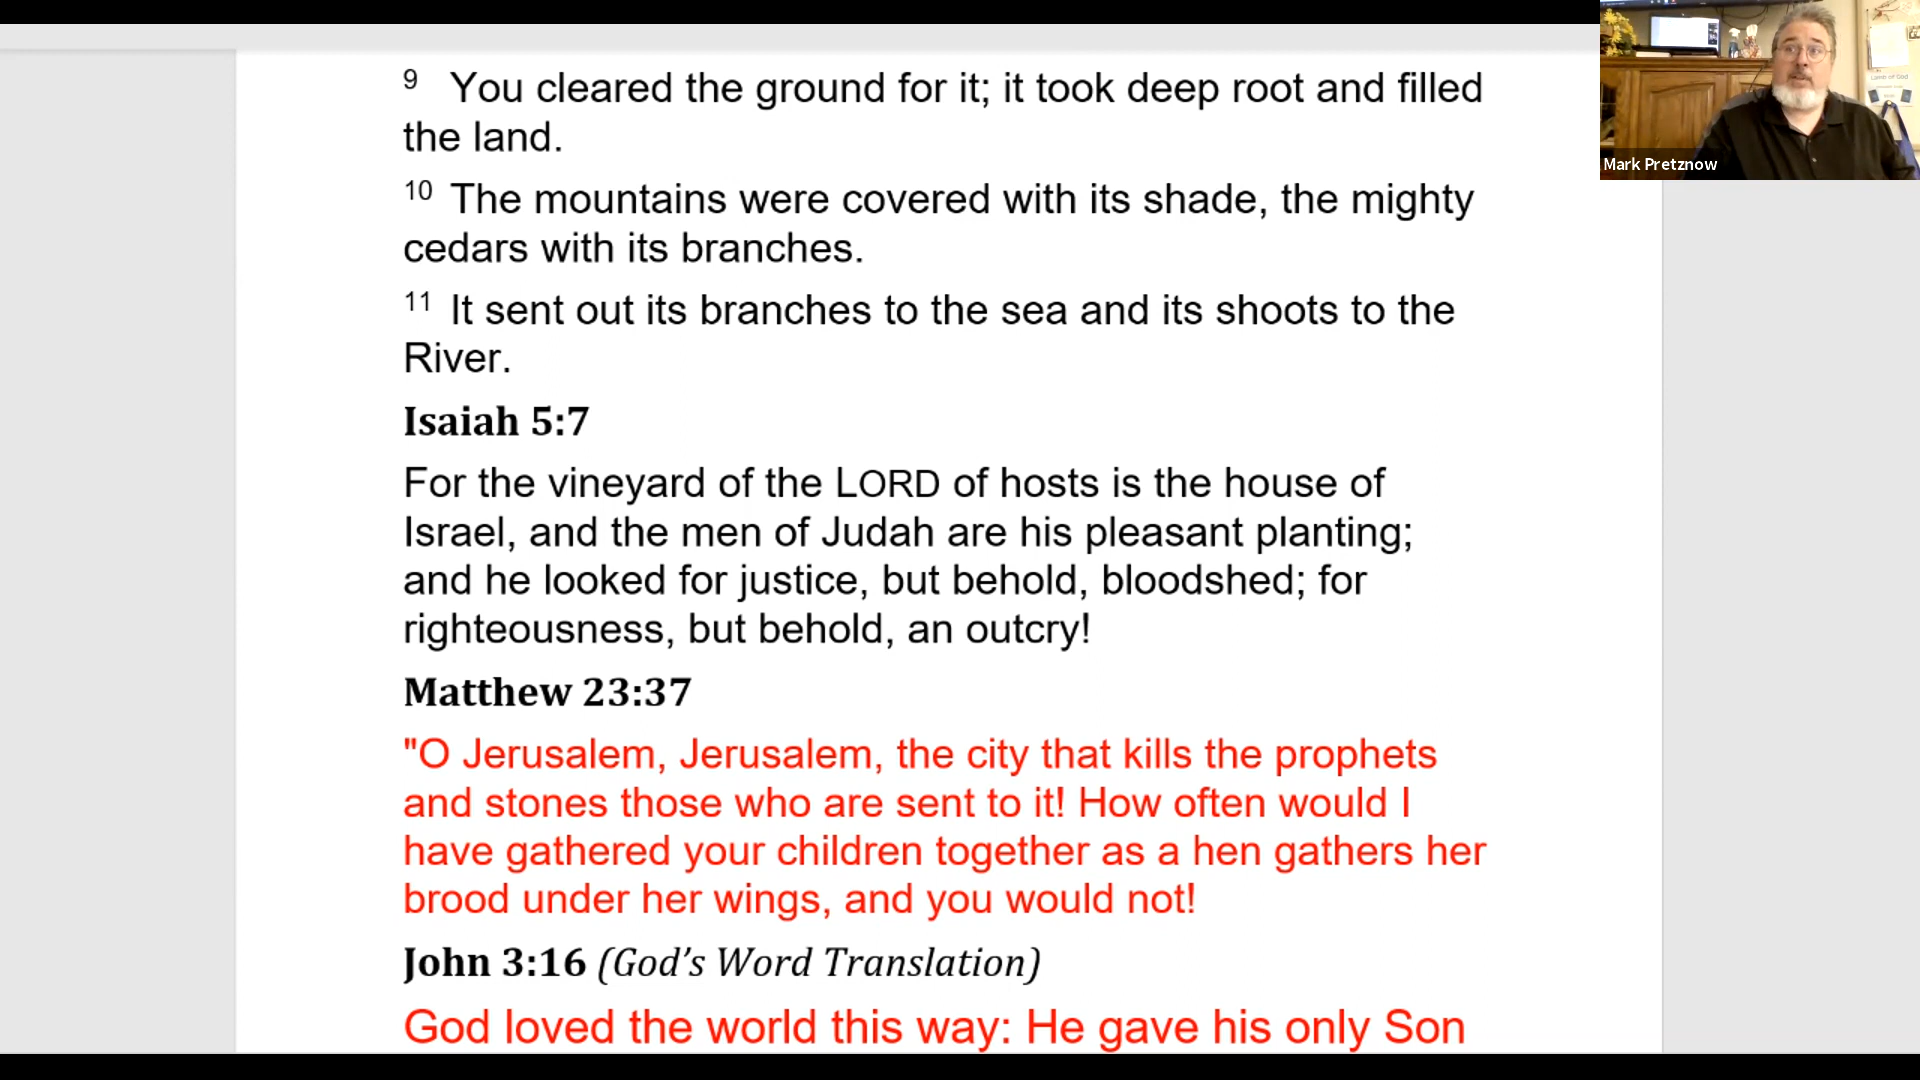 9 You cleared the ground for it; it took deep root and filled
the land.
10 The mountains were covered with its shade, the mighty
cedars with its branches.
11 It sent out its branches to the sea and its shoots to the
River.
Isaiah 5:7
For the vineyard of the LORD of hosts is the house of
Israel, and the men of Judah are his pleasant planting;
and he looked for justice, but behold, bloodshed; for
righteousness, but behold, an outcry!
Matthew 23:37
"O Jerusalem, Jerusalem, the city that kills the prophets
and stones those who are sent to it! How often would I
have gathered your children together as a hen gathers her
brood under her wings, and you would not!
John 3:16 (God’s Word Translation)
God loved the world this way: He gave his only Son
Mark Pretznow
Lamb of God